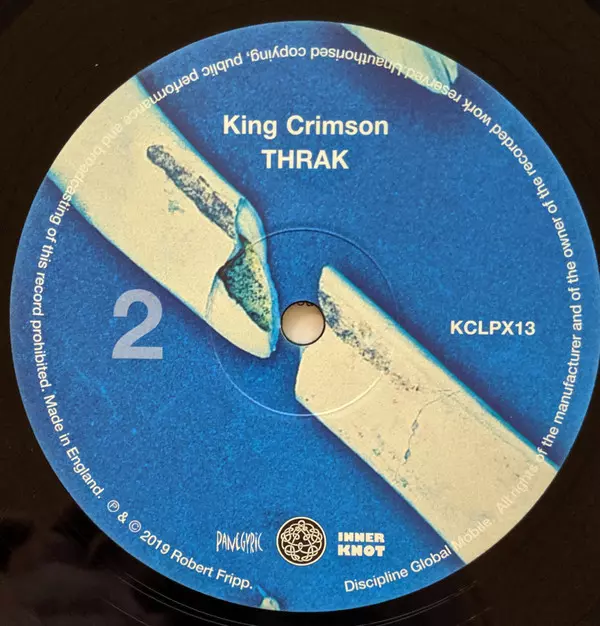 King Crimson
THRAK
2
KCLPX13
PANEGYRIC
INNER
KNOT
Discipline Global Mobile. All rights of the manufacturer and of the owner of the recorded work reserved Unauthorised copying, public performance and broadcasting of this record prohibited. Made in England. ℗ & © 2019 Robert Fripp.